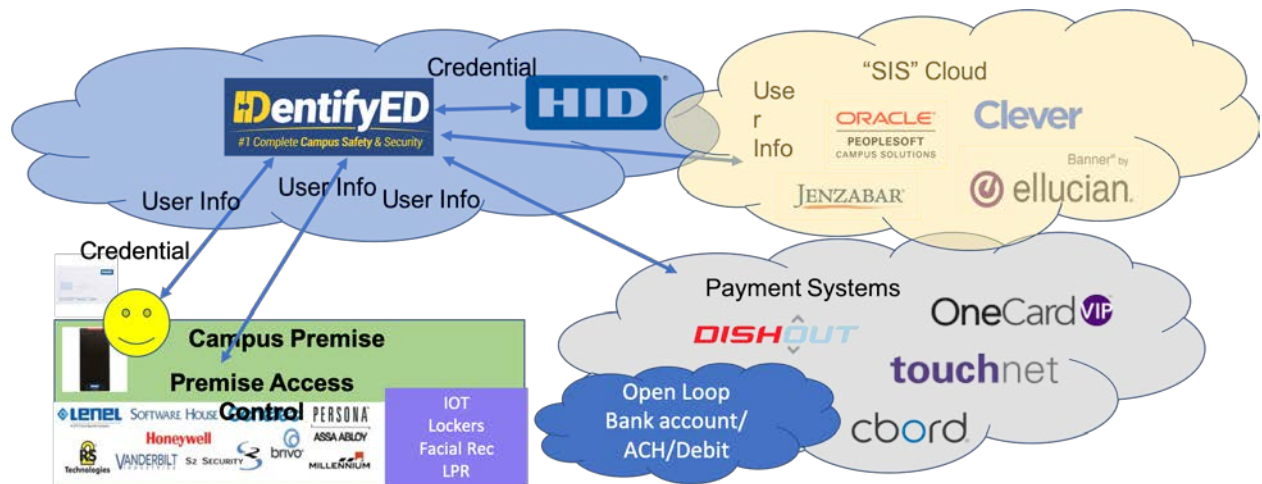 Credential
IDentifyED
#1 Complete Campus Safety & Security
HID
®
"SIS" Cloud
Use
r
Info
ORACLE®
PEOPLESOFT
CAMPUS SOLUTIONS
Clever
JENZABAR®
Banner® by
ellucian.
User Info
User Info
User Info
Credential
Campus Premise
Premise Access
Control
LENEL
SOFTWARE HOUSE
PERSONA
ASSA ABLOY
RS
Technologies
Honeywell
VANDERBILT
INDUSTRIES
S2 SECURITY
brivo
MILLENNIUM
IOT
Lockers
Facial Rec
LPR
Payment Systems
DISHOUT
OneCard VIP
touchnet
cbord
Open Loop
Bank account/
ACH/Debit